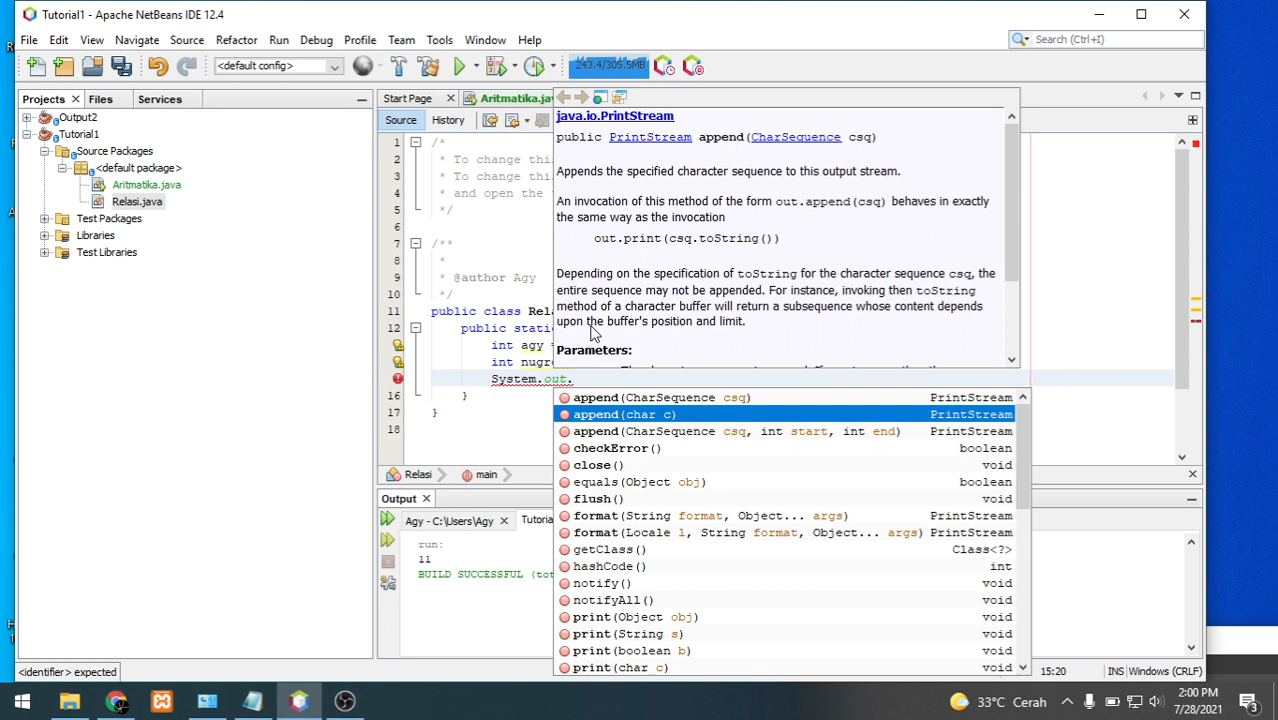 Tutorial1 - Apache NetBeans IDE 12.4
File Edit View Navigate Source Refactor Run Debug Profile Team Tools Window Help
Search (Ctrl+I)
<default config>
243.4/305.5MB
Projects Files Services
Output2
Tutorial1
Source Packages
<default package>
Aritmatika.java
Relasi.java
Test Packages
Libraries
Test Libraries
Start Page Aritmatika.jav
Source History
1 /*
2 * To change this
3 * To change this
4 * and open the
5 */
6
7 /**
8 *
9 * @author Agy
10 */
11 public class Rel
12 public stati
int agy =
int nugr
System.out.
16 }
17 }
18
java.io.PrintStream
public PrintStream append(CharSequence csq)
Appends the specified character sequence to this output stream.
An invocation of this method of the form out.append(csq) behaves in exactly
the same way as the invocation
out.print(csq.toString())
Depending on the specification of toString for the character sequence csq, the
entire sequence may not be appended. For instance, invoking then toString
method of a character buffer will return a subsequence whose content depends
upon the buffer's position and limit.
Parameters:
append(CharSequence csq) PrintStream
append(char c) PrintStream
append(CharSequence csq, int start, int end) PrintStream
checkError() boolean
close() void
equals(Object obj) boolean
flush() void
format(String format, Object... args) PrintStream
format(Locale l, String format, Object... args) PrintStream
getClass() Class<?>
hashCode() int
notify() void
notifyAll() void
print(Object obj) void
print(String s) void
print(boolean b) void
print(char c) void
Relasi main
Output
Agy - C:\Users\Agy Tutoria
run:
11
BUILD SUCCESSFUL (tot
<identifier> expected
15:20 INS Windows (CRLF)
33°C Cerah
2:00 PM
7/28/2021
3